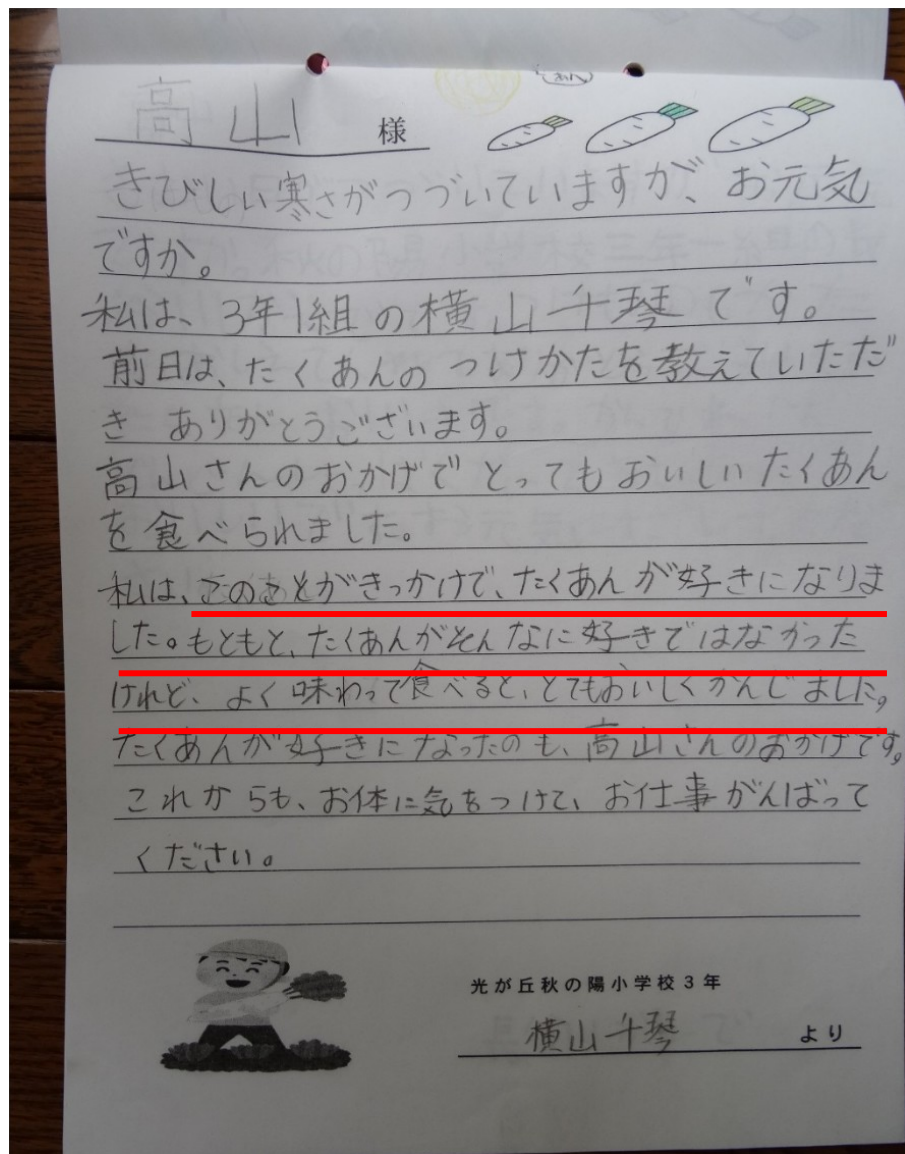 高山 様
きびしい寒さがつづいていますが、お元気
ですか。
私は、3年1組の横山千琴です。
前日は、たくあんのつけかたを教えていただ
き ありがとうございます。
高山さんのおかげでとってもおいしいたくあん
を食べられました。
私は、このことがきっかけで、たくあんが好きになりま
した。もともと、たくあんがそんなに好きではなかった
けれど、よく味わって食べると、とてもおいしくかんじました。
たくあんが好きになったのも、高山さんのおかげです。
これからも、お体に気をつけて、お仕事がんばって
ください。
光が丘秋の陽小学校3年
横山千琴 より